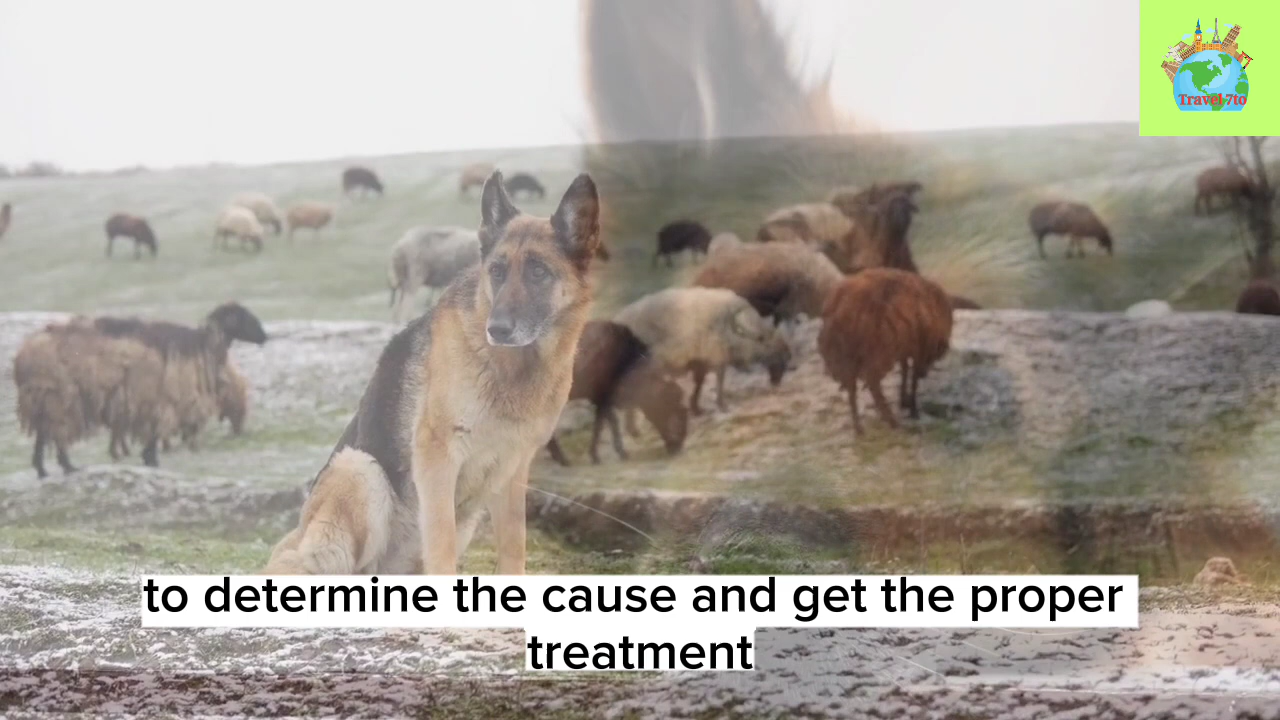 Travel 7to
to determine the cause and get the proper
treatment